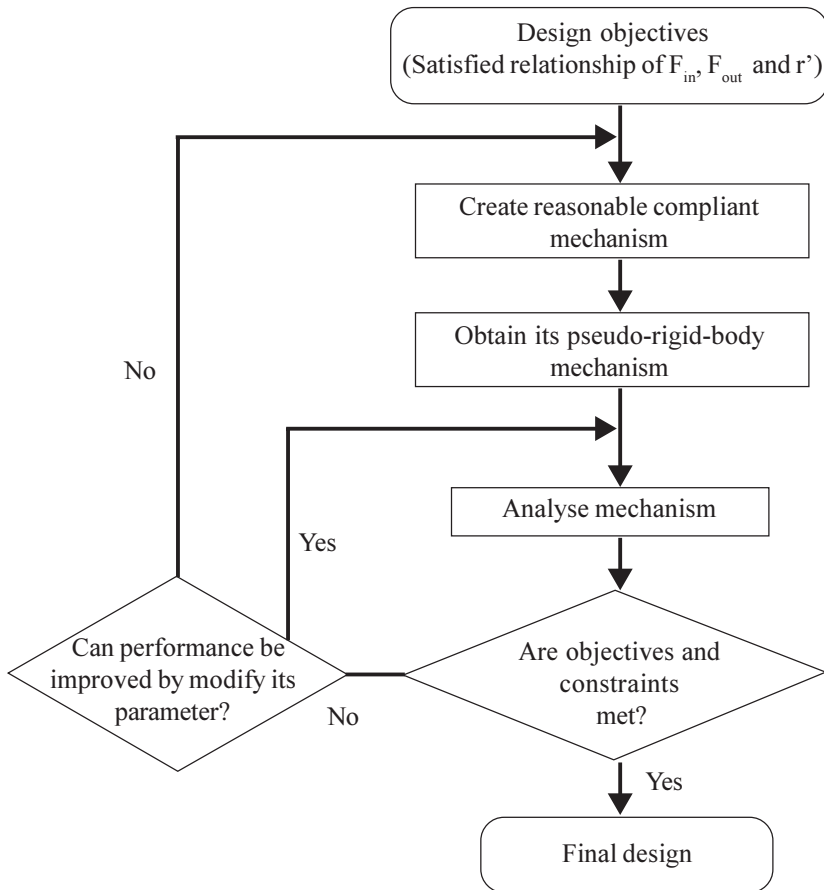 Design objectives
(Satisfied relationship of F_in, F_out and r’)
Create reasonable compliant
mechanism
Obtain its pseudo-rigid-body
mechanism
No
Analyse mechanism
Yes
Can performance be
improved by modify its
parameter?
Are objectives and
constraints
met?
No
Yes
Final design